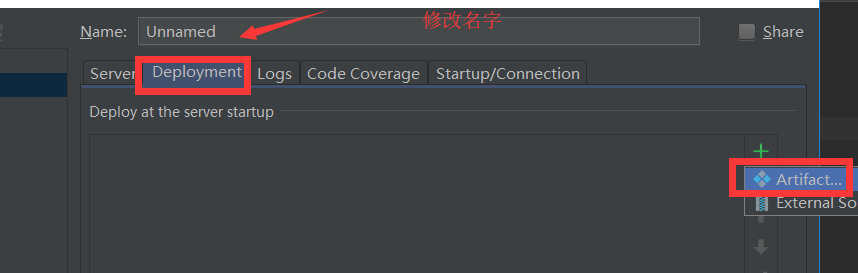 修改名字
Name: Unnamed Share
Server Deployment Logs Code Coverage Startup/Connection
Deploy at the server startup
Artifact...
External So